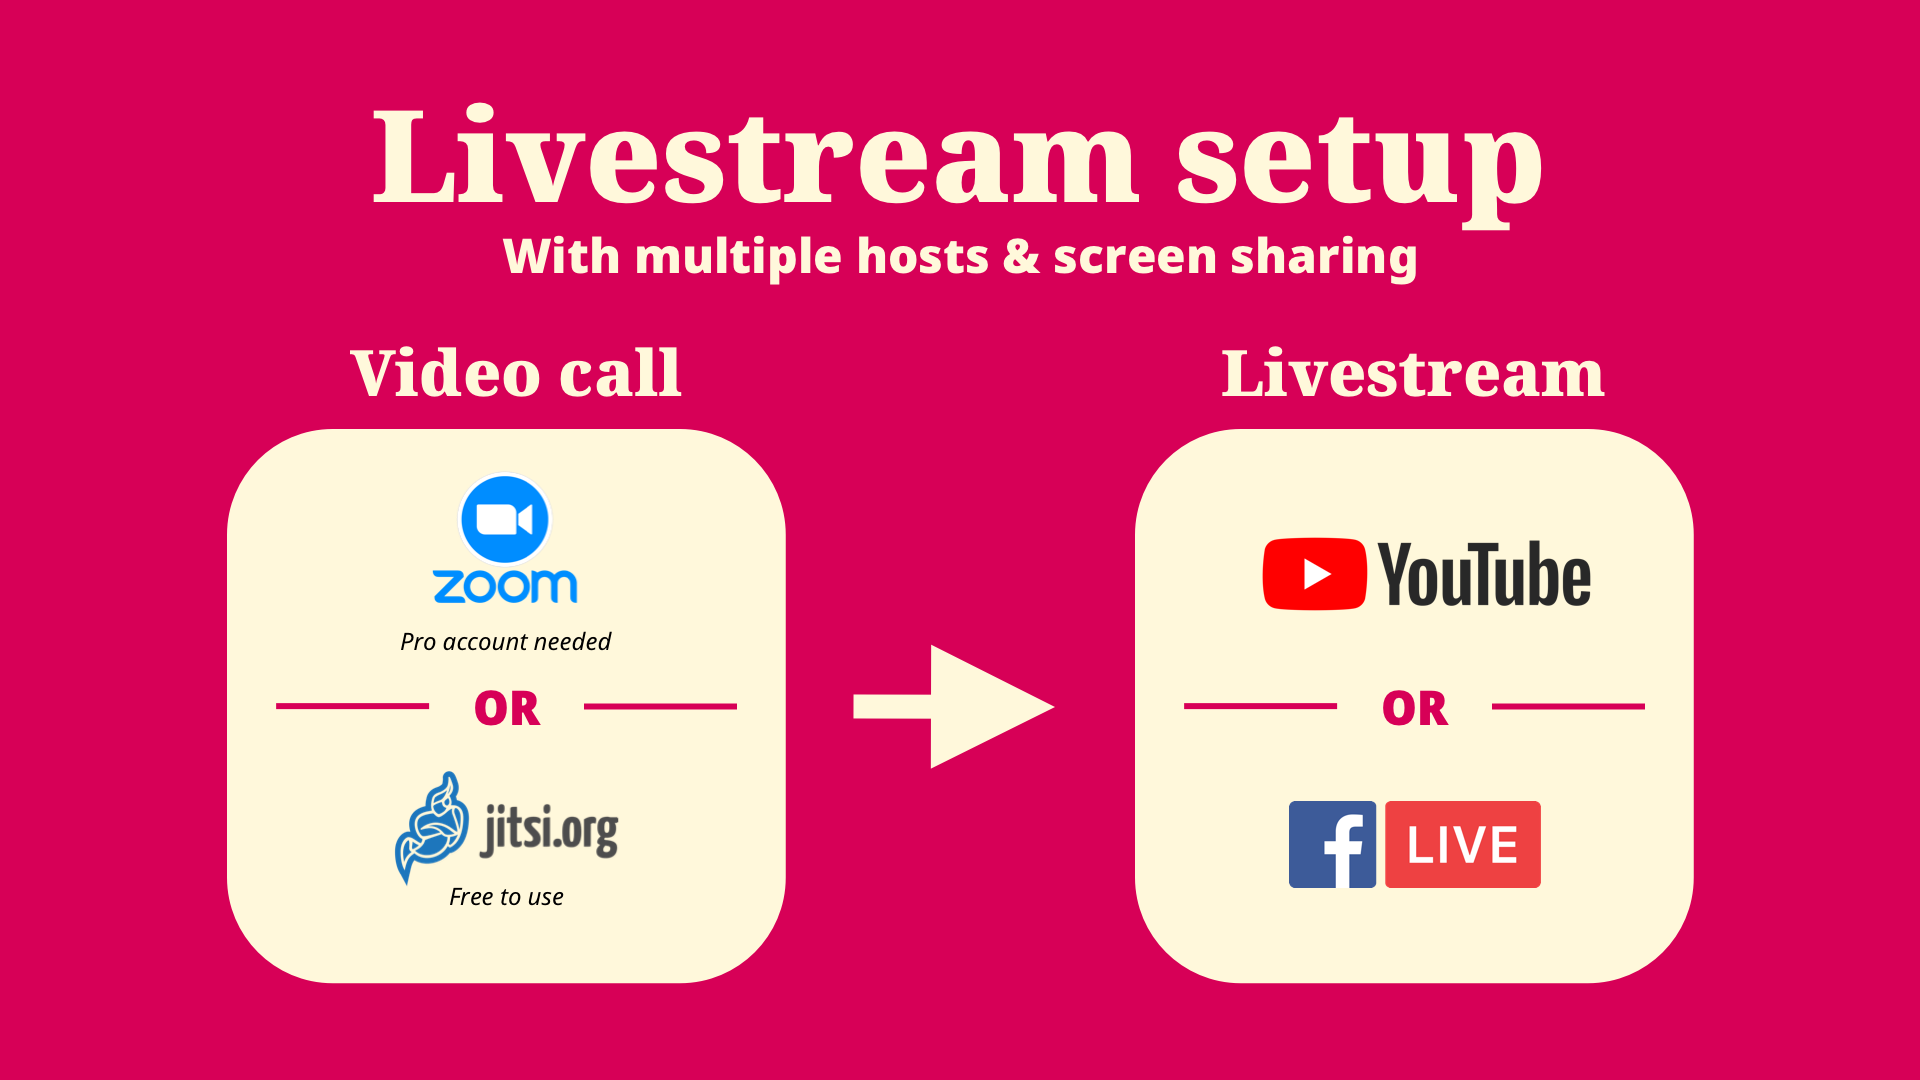 Livestream setup
With multiple hosts & screen sharing
Video call
zoom
Pro account needed
OR
jitsi.org
Free to use
Livestream
YouTube
OR
f LIVE